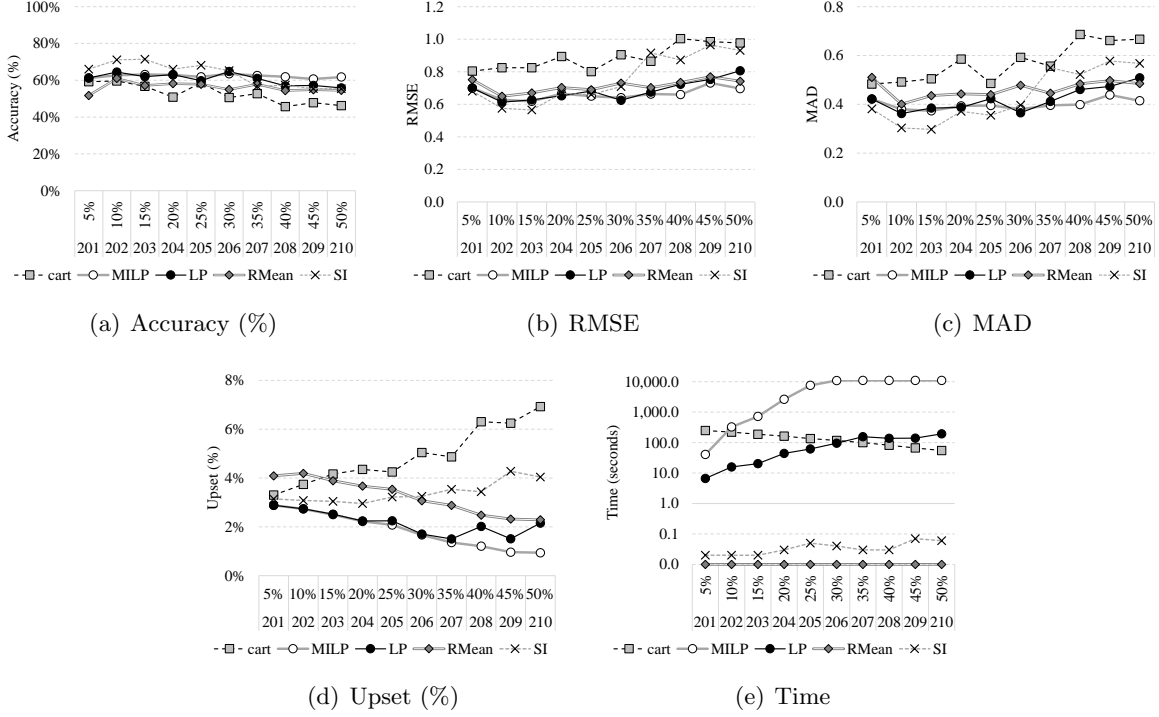 100%
80%
60%
40%
20%
0%
Accuracy (%)
5% 10% 15% 20% 25% 30% 35% 40% 45% 50%
201 202 203 204 205 206 207 208 209 210
cart MILP LP RMean SI
(a) Accuracy (%)
1.2
1.0
0.8
0.6
0.4
0.2
0.0
RMSE
5% 10% 15% 20% 25% 30% 35% 40% 45% 50%
201 202 203 204 205 206 207 208 209 210
cart MILP LP RMean SI
(b) RMSE
0.8
0.6
0.4
0.2
0.0
MAD
5% 10% 15% 20% 25% 30% 35% 40% 45% 50%
201 202 203 204 205 206 207 208 209 210
cart MILP LP RMean SI
(c) MAD
8%
6%
4%
2%
0%
Upset (%)
5% 10% 15% 20% 25% 30% 35% 40% 45% 50%
201 202 203 204 205 206 207 208 209 210
cart MILP LP RMean SI
(d) Upset (%)
10,000.0
1,000.0
100.0
10.0
1.0
0.1
0.0
Time (seconds)
5% 10% 15% 20% 25% 30% 35% 40% 45% 50%
201 202 203 204 205 206 207 208 209 210
cart MILP LP RMean SI
(e) Time